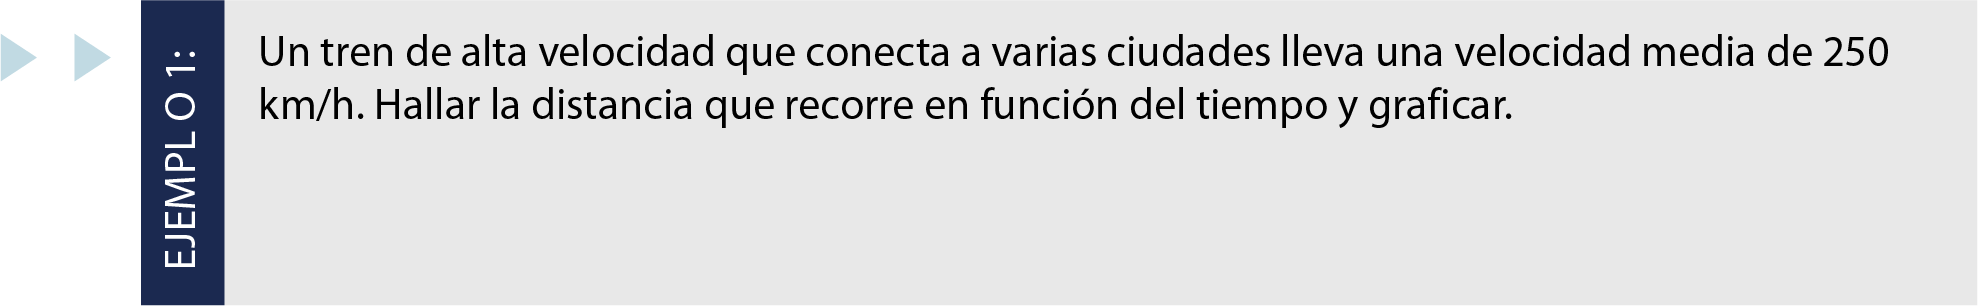 EJEMPLO 1:
Un tren de alta velocidad que conecta a varias ciudades lleva una velocidad media de 250
km/h. Hallar la distancia que recorre en función del tiempo y graficar.